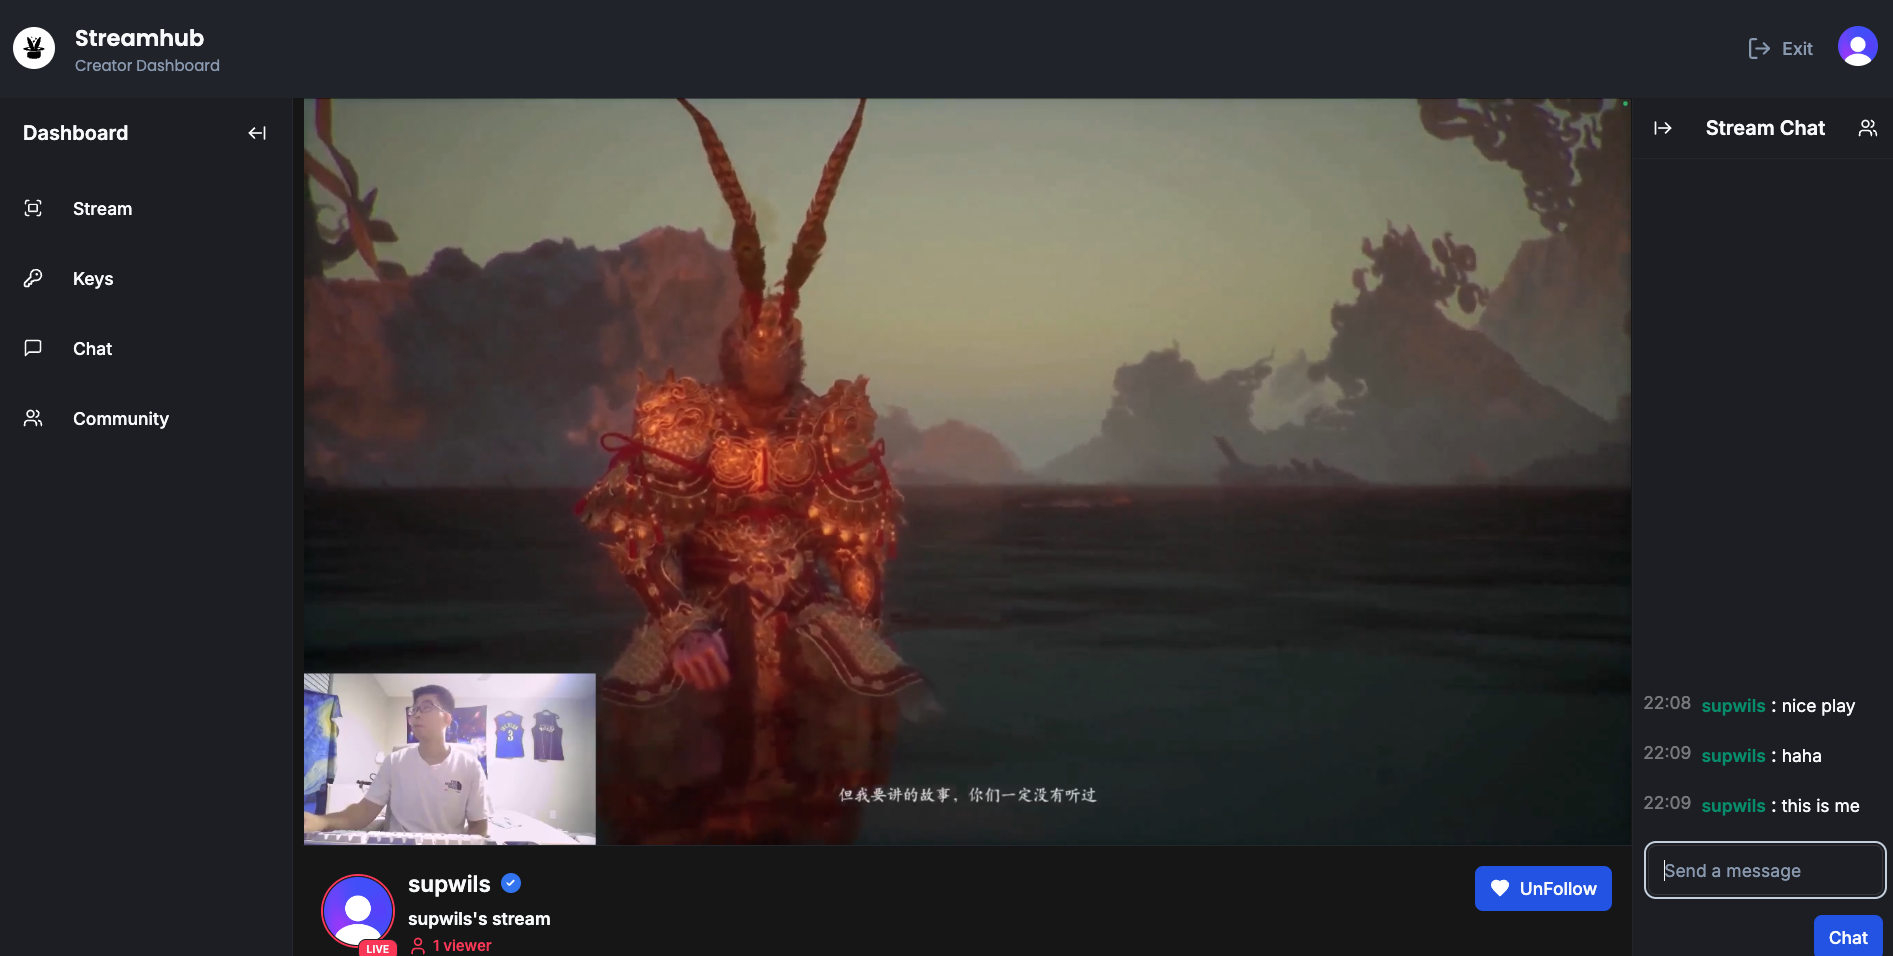 Streamhub
Creator Dashboard
Exit
Dashboard
Stream
Keys
Chat
Community
但我要讲的故事，你们一定没有听过
3
supwils
supwils's stream
LIVE
1 viewer
UnFollow
Stream Chat
22:08 supwils : nice play
22:09 supwils : haha
22:09 supwils : this is me
Send a message
Chat